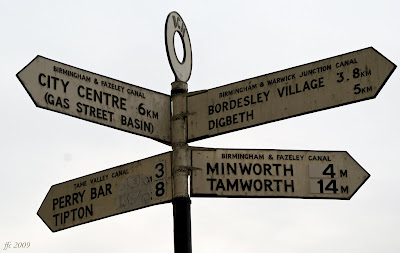 BIRMINGHAM & FAZELEY CANAL
CITY CENTRE 6KM
(GAS STREET BASIN)
BIRMINGHAM & WARWICK JUNCTION CANAL
BORDESLEY VILLAGE 3.8KM
DIGBETH 5KM
TAME VALLEY CANAL
PERRY BAR 3
TIPTON 8
BIRMINGHAM & FAZELEY CANAL
MINWORTH 4M
TAMWORTH 14M
ffc 2009